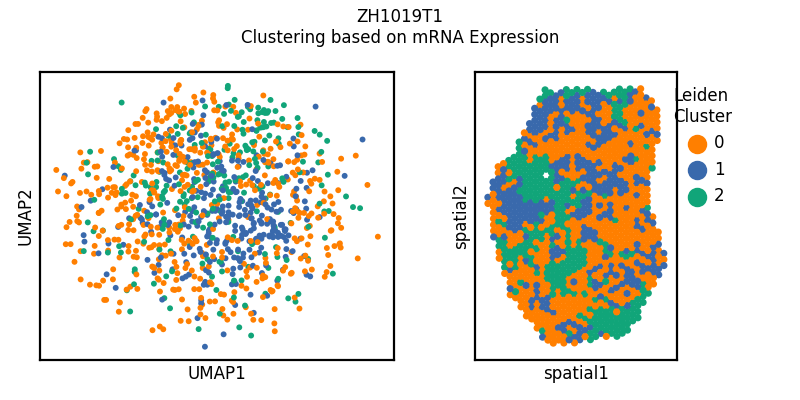 ZH1019T1
Clustering based on mRNA Expression
UMAP2
UMAP1
spatial2
spatial1
Leiden
Cluster
0
1
2